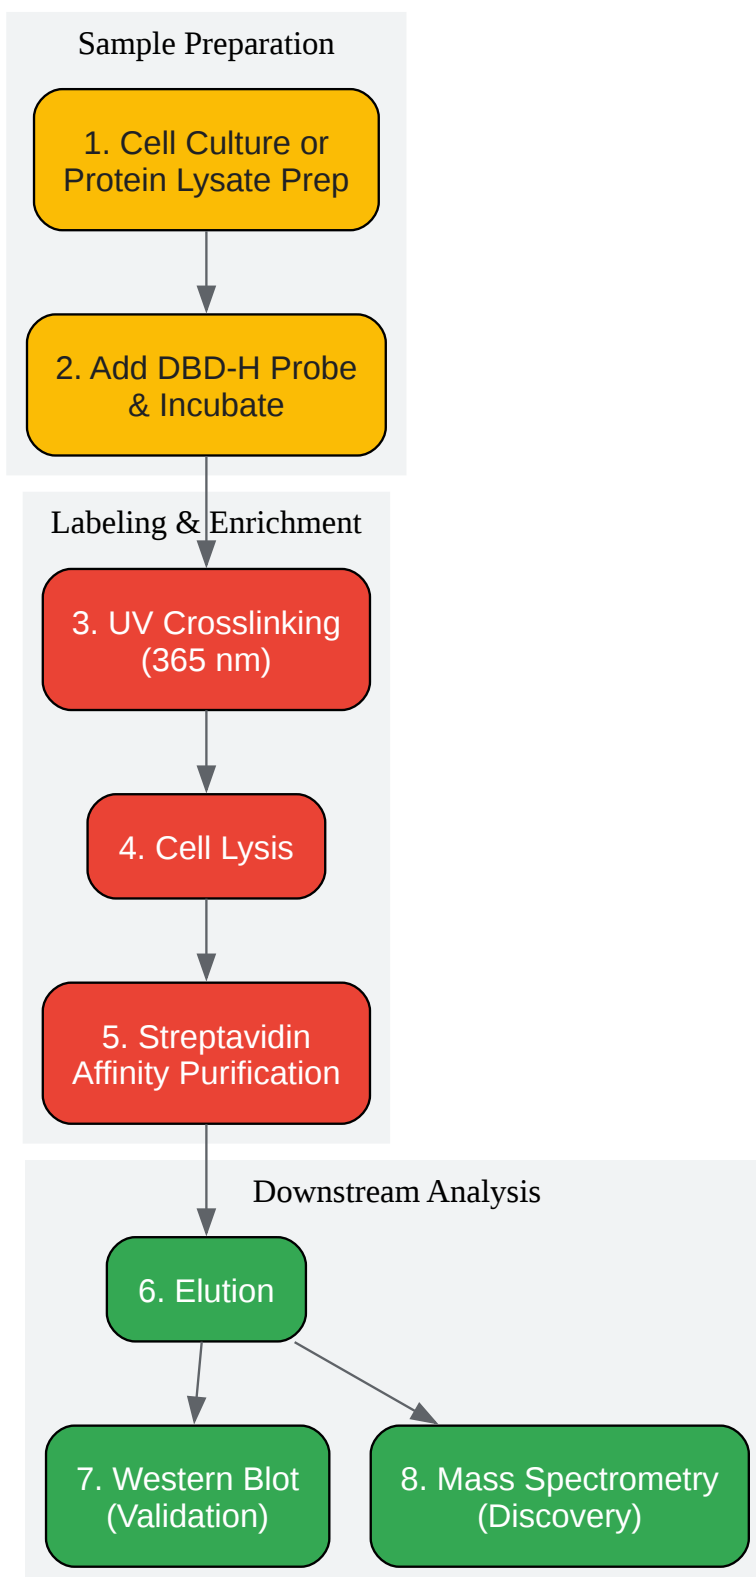 Sample Preparation
1. Cell Culture or
Protein Lysate Prep
2. Add DBD-H Probe
& Incubate
Labeling & Enrichment
3. UV Crosslinking
(365 nm)
4. Cell Lysis
5. Streptavidin
Affinity Purification
Downstream Analysis
6. Elution
7. Western Blot
(Validation)
8. Mass Spectrometry
(Discovery)